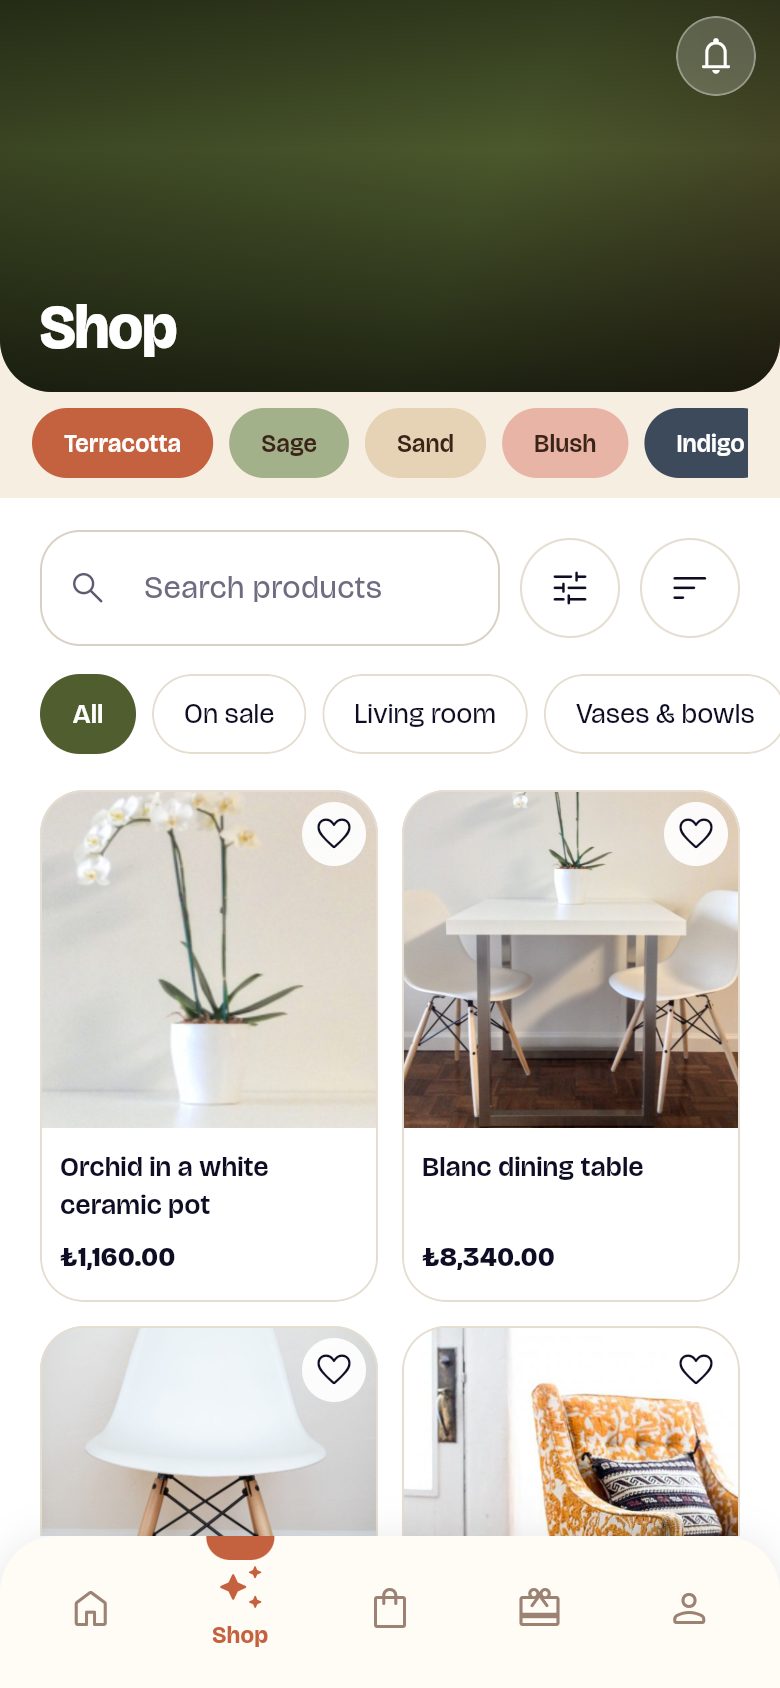 Shop
Terracotta
Sage
Sand
Blush
Indigo
Search products
All
On sale
Living room
Vases & bowls
Orchid in a white
ceramic pot
₺1,160.00
Blanc dining table
₺8,340.00
Shop